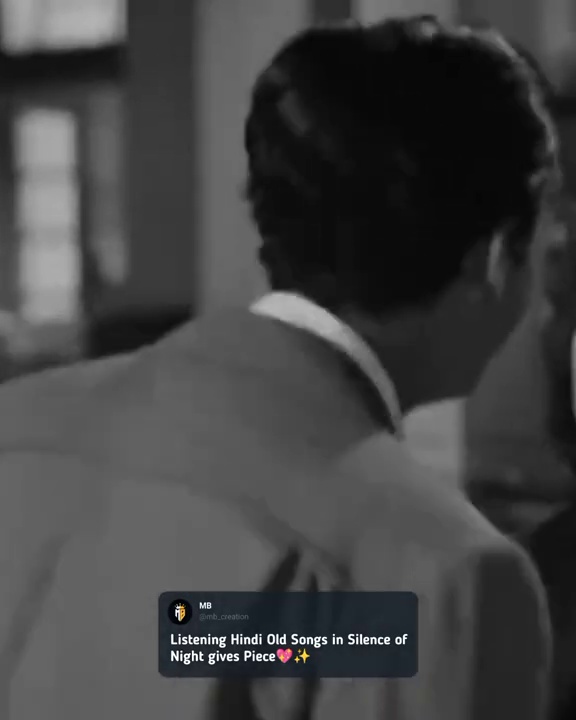 MB
@mb_creation
Listening Hindi Old Songs in Silence of
Night gives Piece💖✨